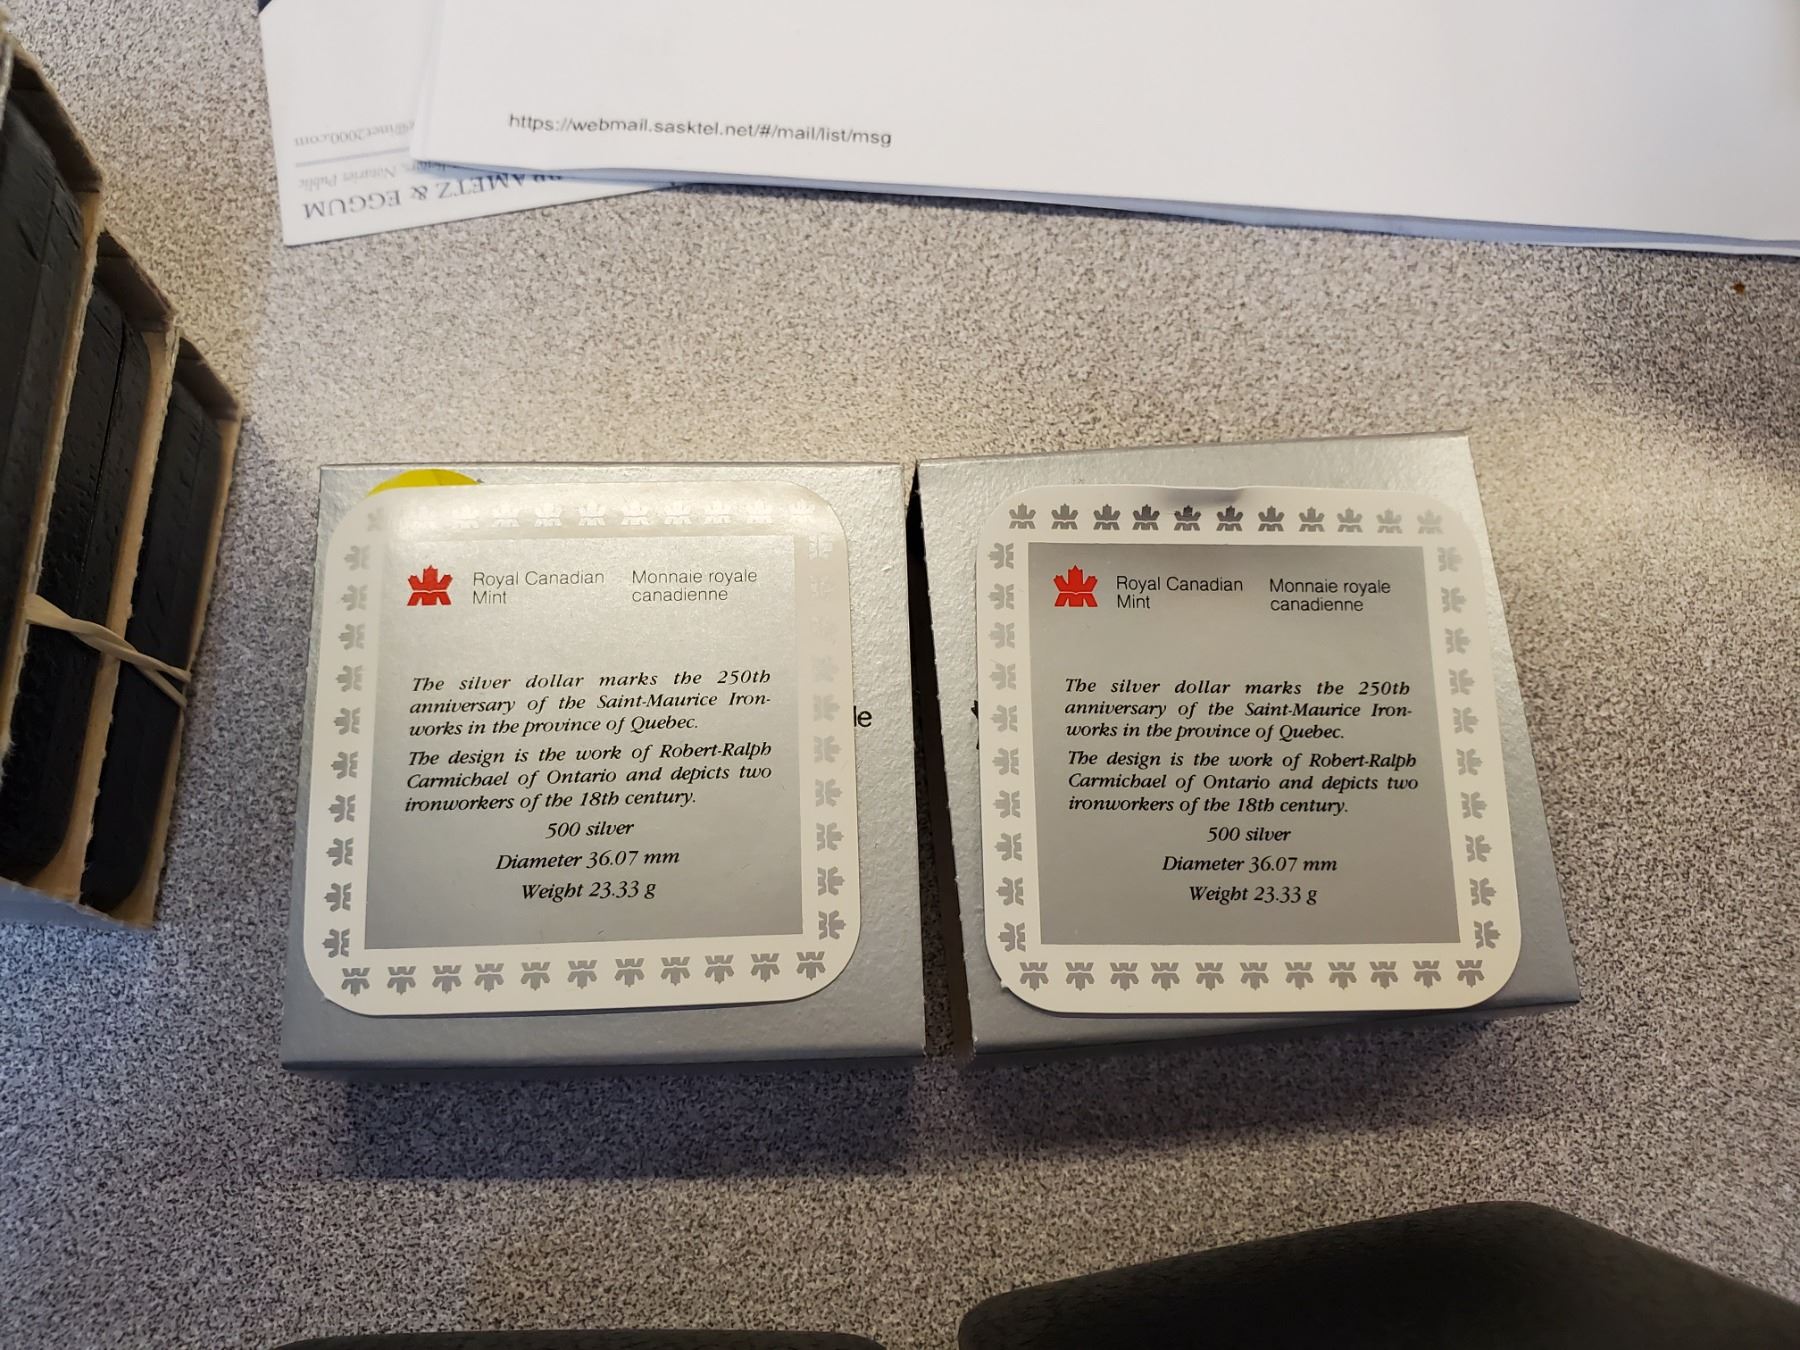 https://webmail.sasktel.net/#/mail/list/msg
METZ & EGGUM
Notaries Public
Royal Canadian Mint
Monnaie royale canadienne
The silver dollar marks the 250th
anniversary of the Saint-Maurice Iron-
works in the province of Quebec.
The design is the work of Robert-Ralph
Carmichael of Ontario and depicts two
ironworkers of the 18th century.
500 silver
Diameter 36.07 mm
Weight 23.33 g
le
Royal Canadian Mint
Monnaie royale canadienne
The silver dollar marks the 250th
anniversary of the Saint-Maurice Iron-
works in the province of Quebec.
The design is the work of Robert-Ralph
Carmichael of Ontario and depicts two
ironworkers of the 18th century.
500 silver
Diameter 36.07 mm
Weight 23.33 g